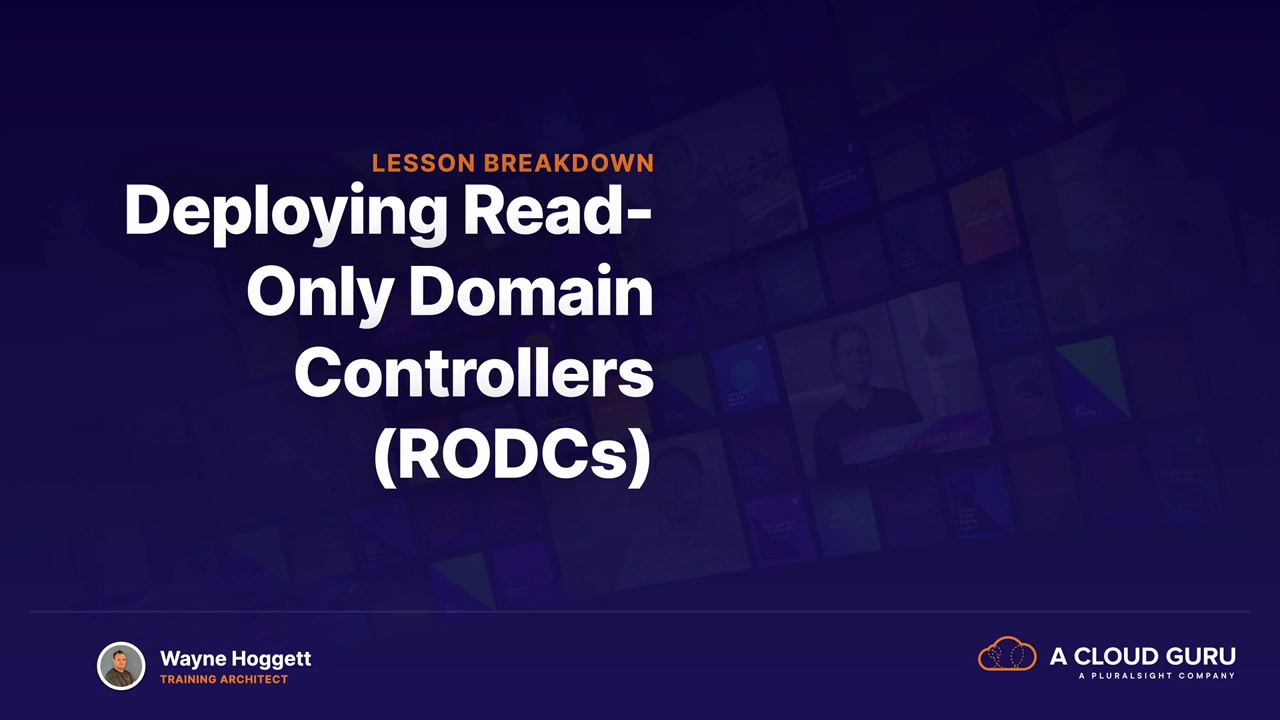 LESSON BREAKDOWN
Deploying Read-
Only Domain
Controllers
(RODCs)
Wayne Hoggett
TRAINING ARCHITECT
A CLOUD GURU
A PLURALSIGHT COMPANY